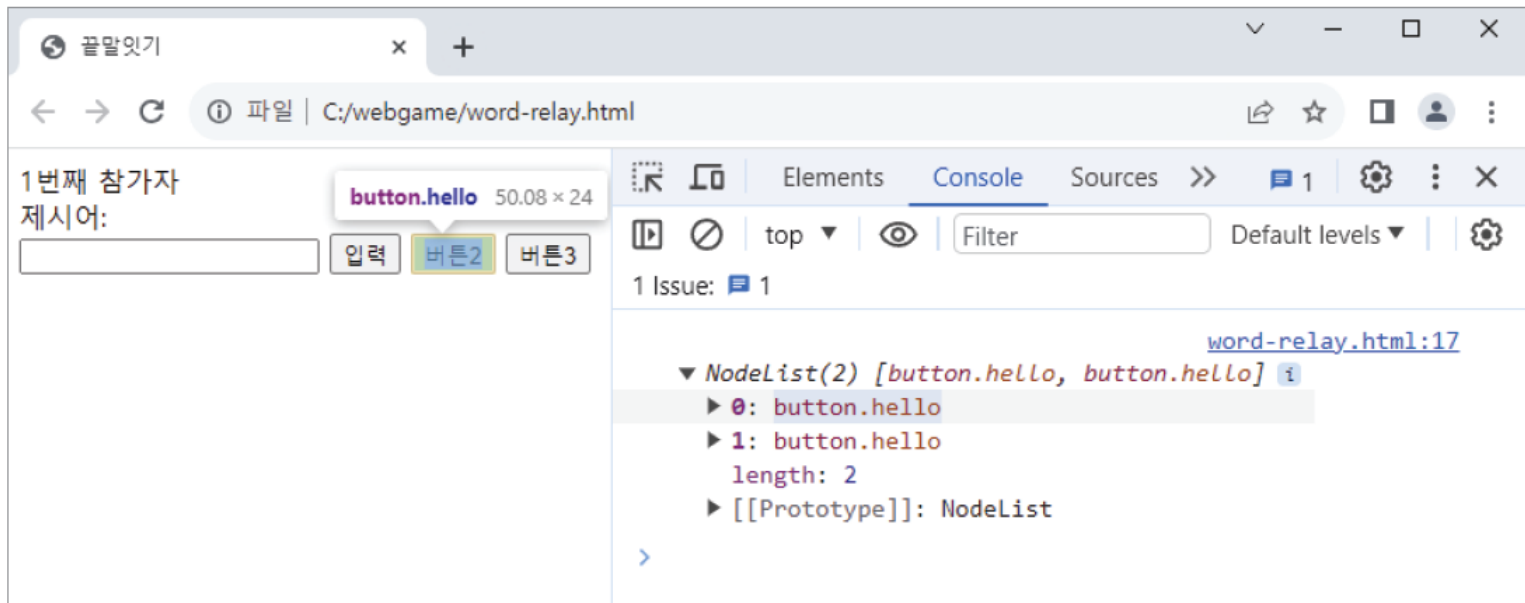 끝말잇기
파일 C:/webgame/word-relay.html
1번째 참가자
제시어:
button.hello 50.08 × 24
입력 버튼2 버튼3
Elements Console Sources 1
top Filter Default levels
1 Issue: 1
word-relay.html:17
NodeList(2) [button.hello, button.hello] i
0: button.hello
1: button.hello
length: 2
[[Prototype]]: NodeList